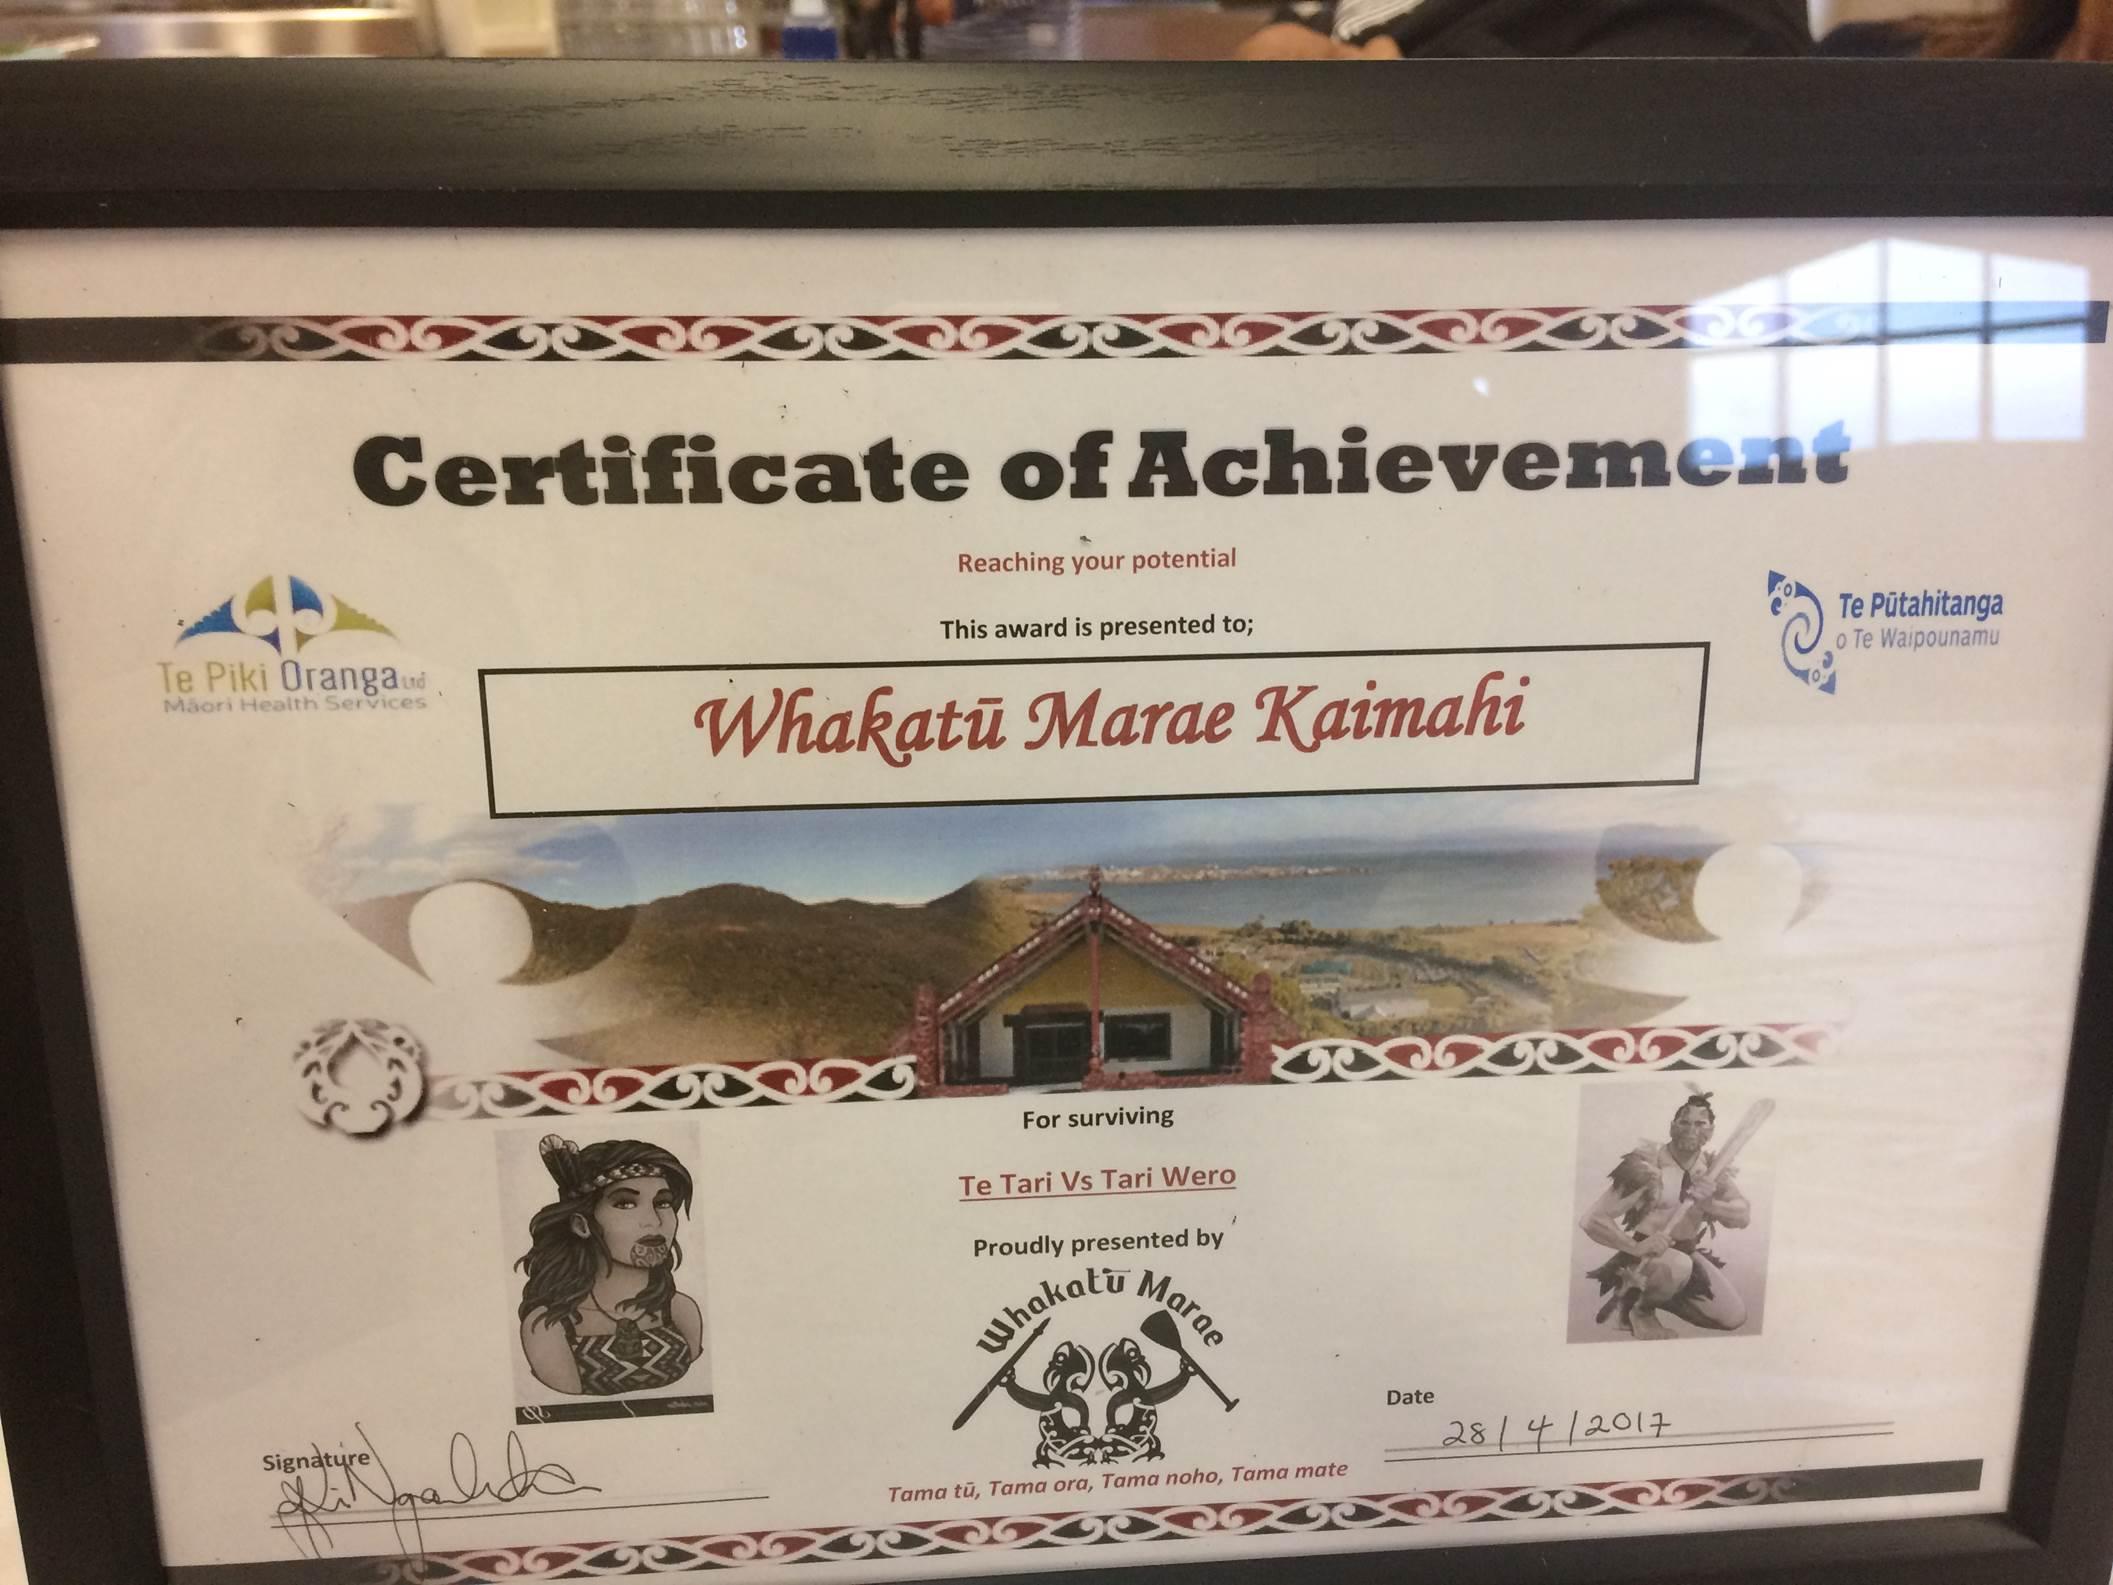 Certificate of Achievement
Reaching your potential
This award is presented to;
Te Piki Oranga Ltd
Māori Health Services
Te Pūtahitanga
o Te Waipounamu
Whakatū Marae Kaimahi
For surviving
Te Tari Vs Tari Wero
Proudly presented by
Whakatū Marae
Tama tū, Tama ora, Tama noho, Tama mate
Signature
Date
28/4/2017